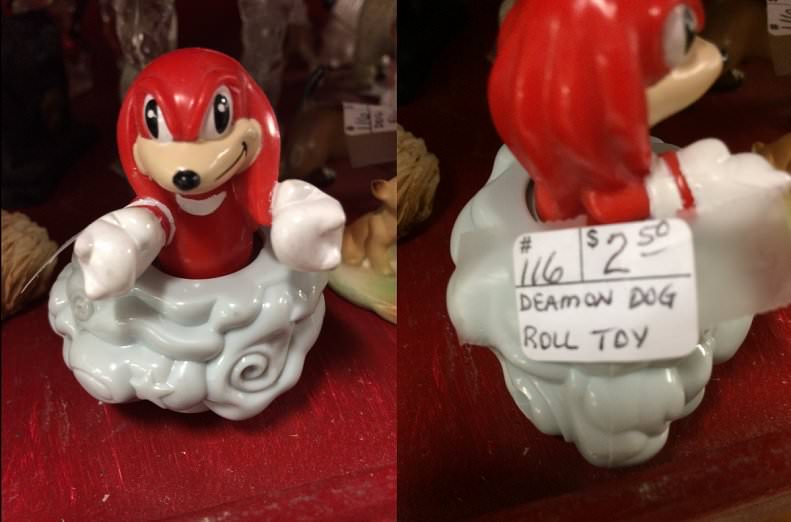 # 116 $ 2 50
DEAMON DOG
ROLL TOY